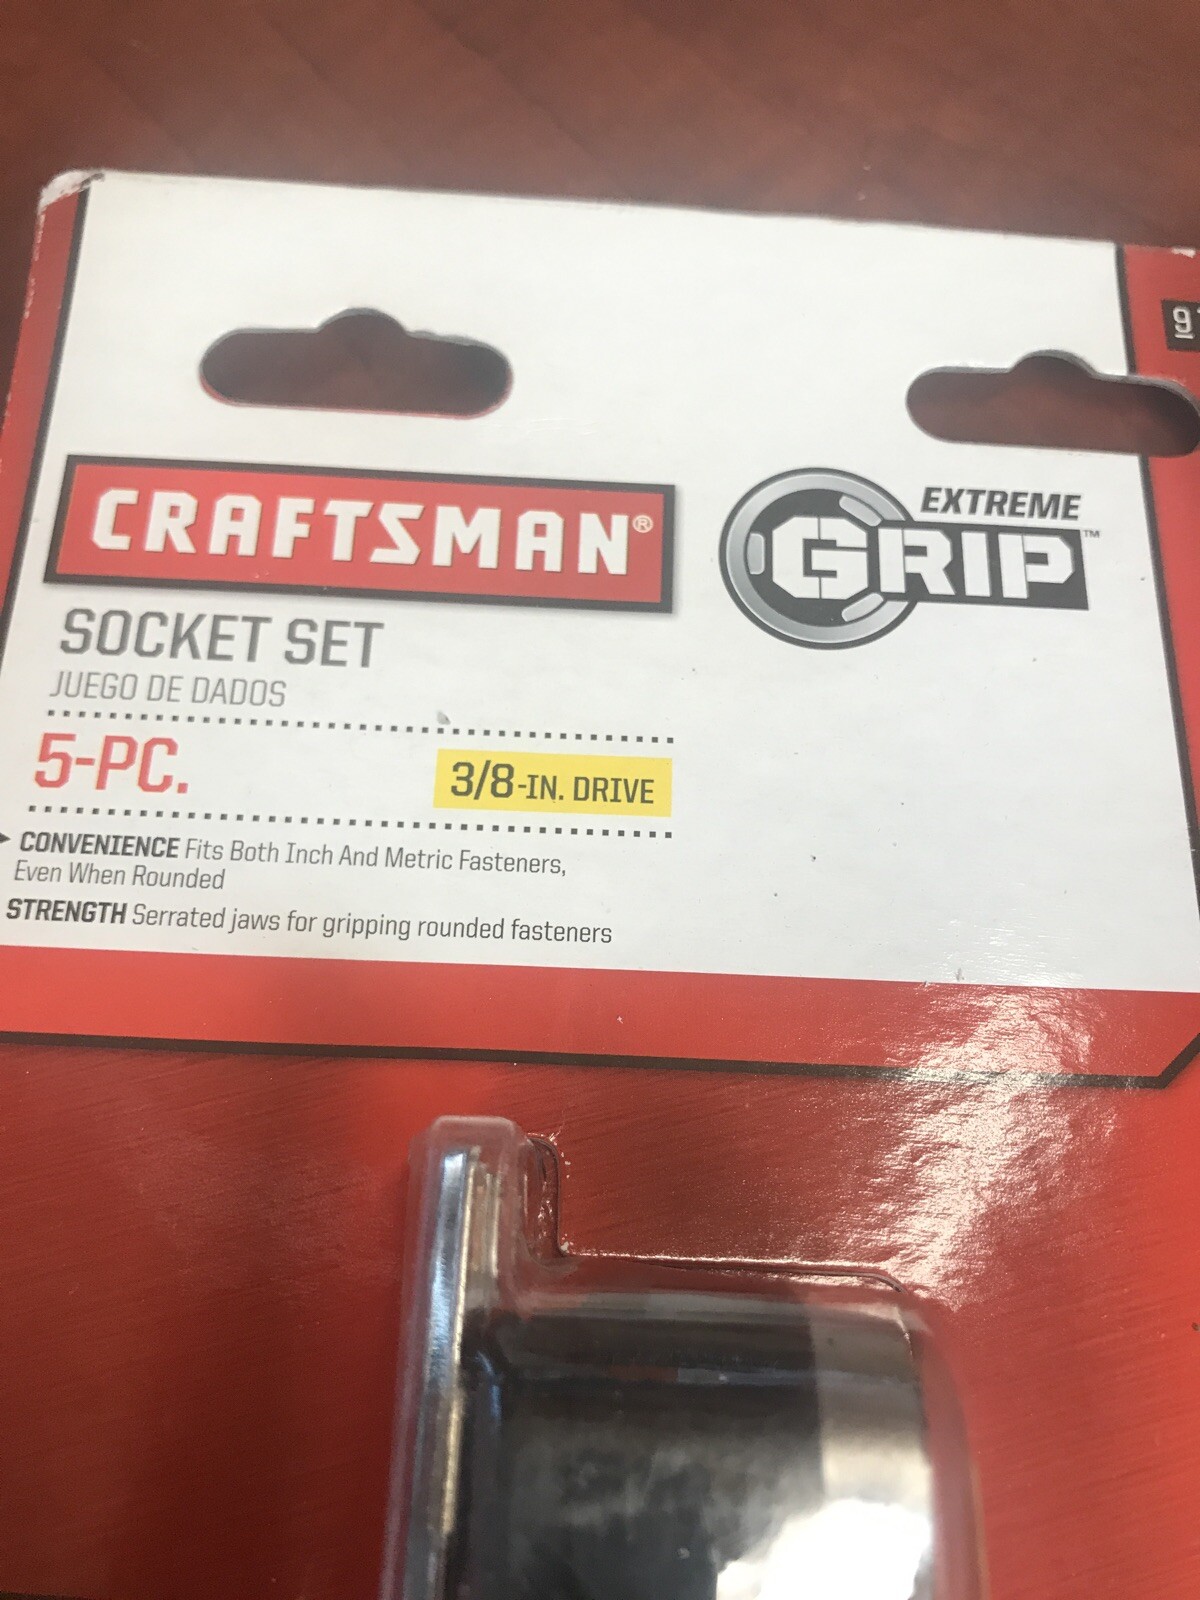 CRAFTSMAN®
EXTREME
GRIP™
SOCKET SET
JUEGO DE DADOS
5-PC.
3/8-IN. DRIVE
CONVENIENCE Fits Both Inch And Metric Fasteners,
Even When Rounded
STRENGTH Serrated jaws for gripping rounded fasteners